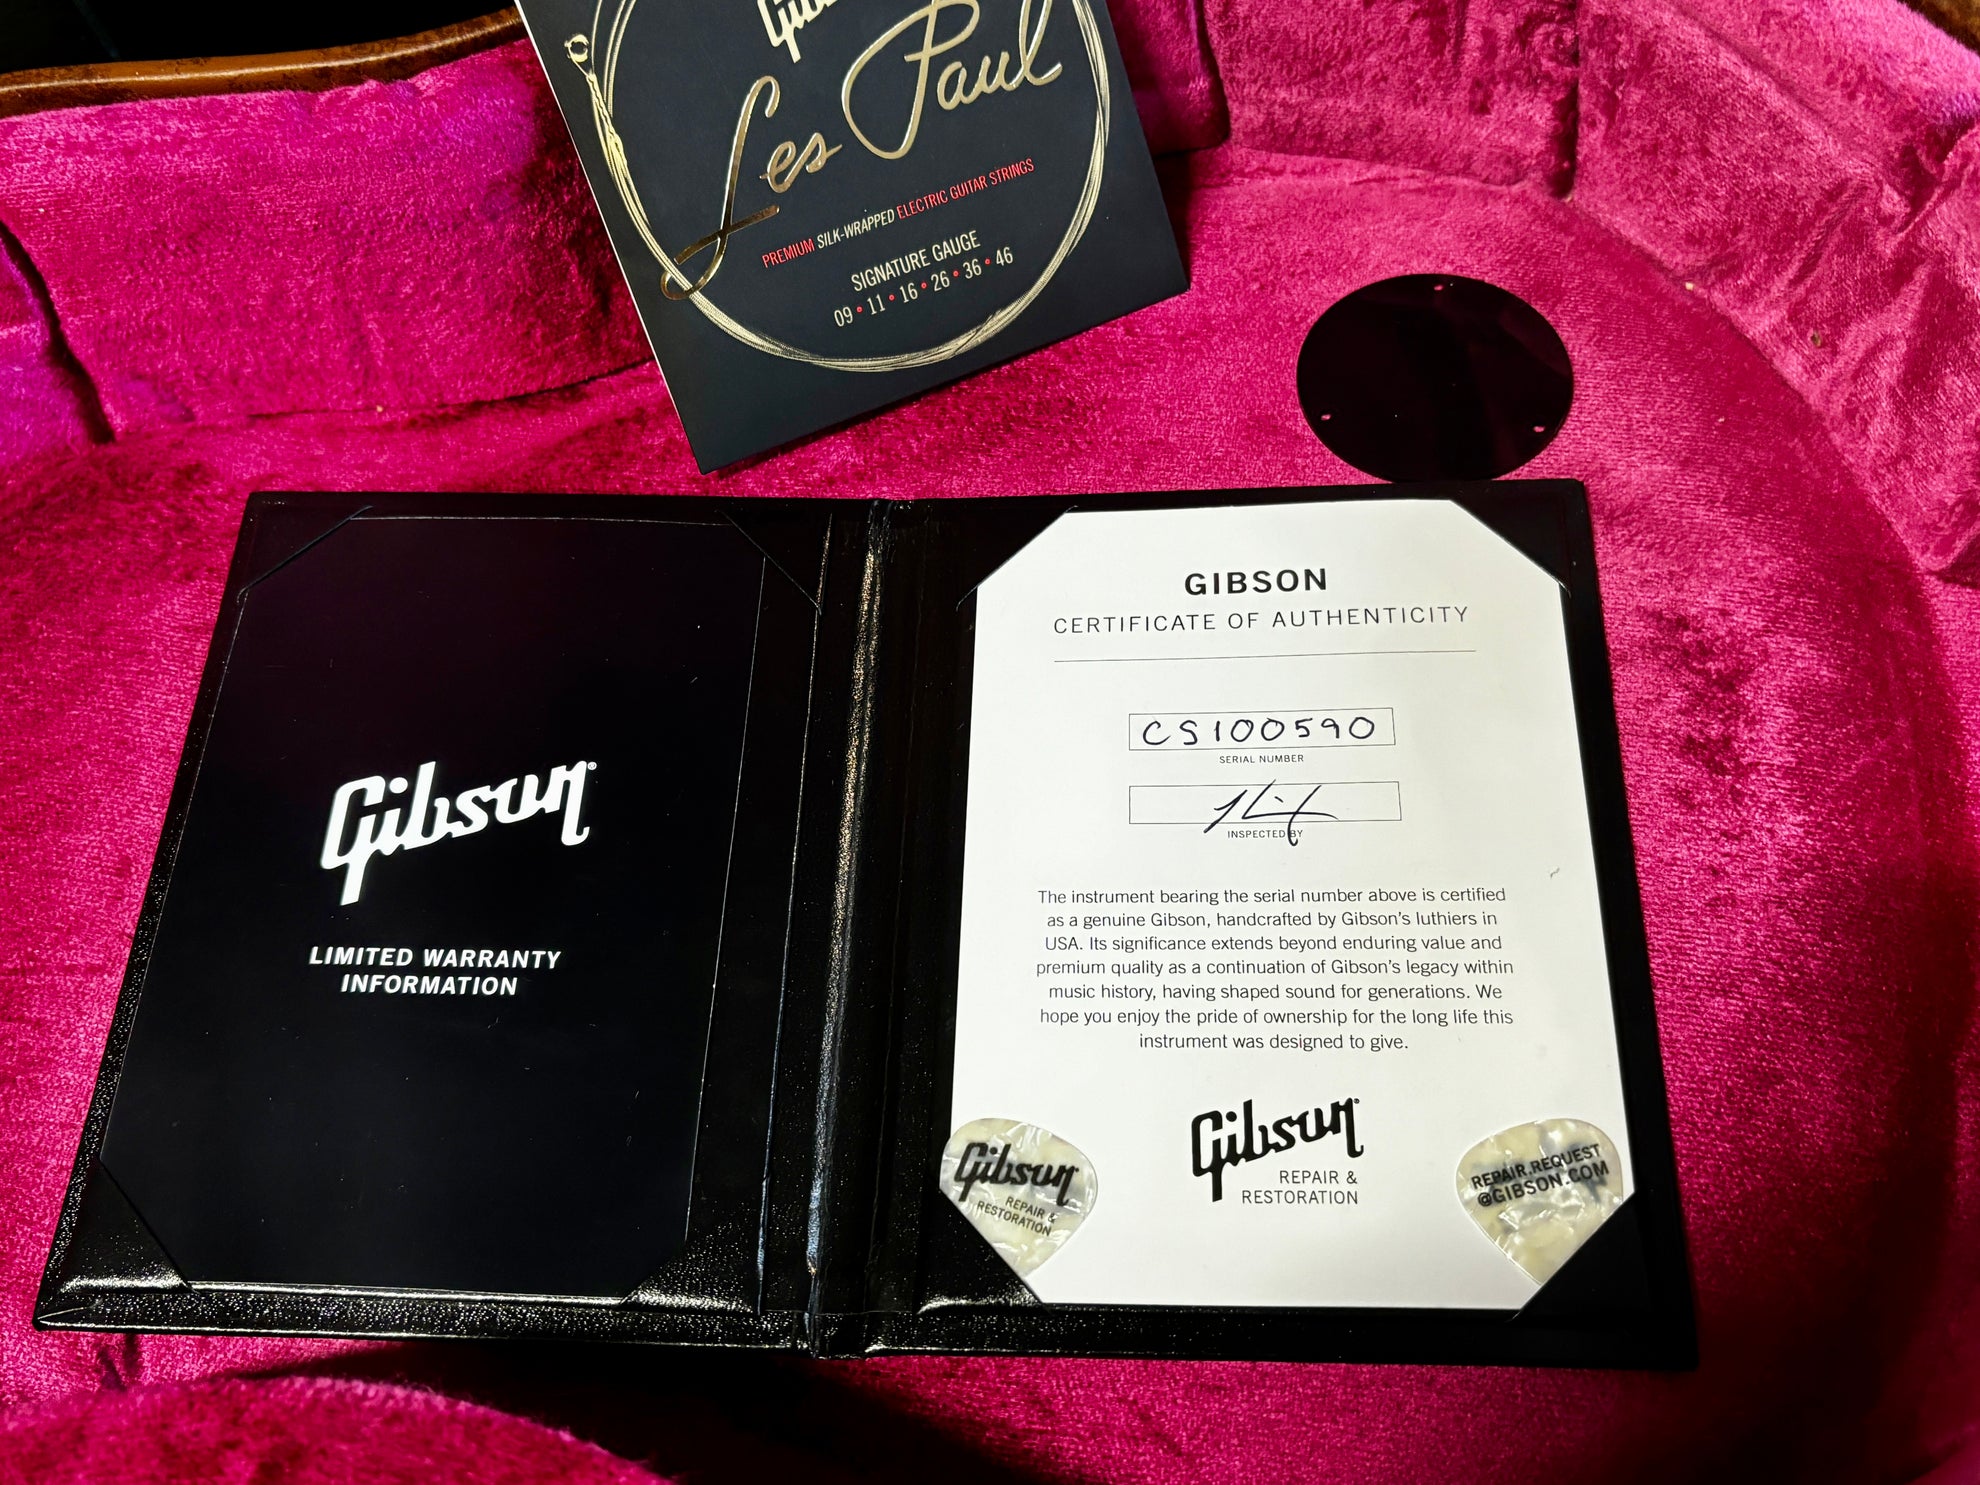 Gibson
Les Paul
PREMIUM SILK-WRAPPED ELECTRIC GUITAR STRINGS
SIGNATURE GAUGE
09 • 11 • 16 • 26 • 36 • 46
Gibson®
LIMITED WARRANTY
INFORMATION
GIBSON
CERTIFICATE OF AUTHENTICITY
CS100590
SERIAL NUMBER
INSPECTED BY
The instrument bearing the serial number above is certified
as a genuine Gibson, handcrafted by Gibson's luthiers in
USA. Its significance extends beyond enduring value and
premium quality as a continuation of Gibson's legacy within
music history, having shaped sound for generations. We
hope you enjoy the pride of ownership for the long life this
instrument was designed to give.
Gibson®
REPAIR &
RESTORATION
Gibson
REPAIR &
RESTORATION
REPAIR.REQUEST
@GIBSON.COM